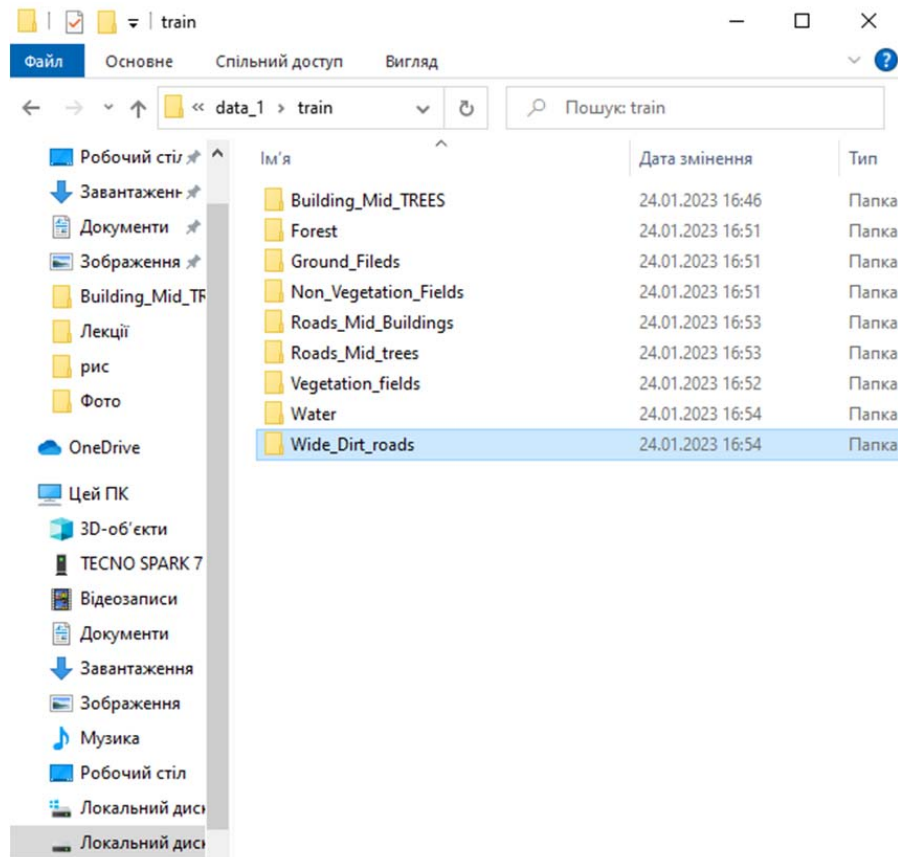 train
Файл Основне Спільний доступ Вигляд
« data_1 › train Пошук: train
Ім'я Дата змінення Тип
Робочий стіл
Завантаженн
Документи
Зображення
Building_Mid_TR
Лекції
рис
Фото
OneDrive
Цей ПК
3D-об'єкти
TECNO SPARK 7
Відеозаписи
Документи
Завантаження
Зображення
Музика
Робочий стіл
Локальний диск
Локальний диск
Building_Mid_TREES 24.01.2023 16:46 Папка
Forest 24.01.2023 16:51 Папка
Ground_Fileds 24.01.2023 16:51 Папка
Non_Vegetation_Fields 24.01.2023 16:51 Папка
Roads_Mid_Buildings 24.01.2023 16:53 Папка
Roads_Mid_trees 24.01.2023 16:53 Папка
Vegetation_fields 24.01.2023 16:52 Папка
Water 24.01.2023 16:54 Папка
Wide_Dirt_roads 24.01.2023 16:54 Папка